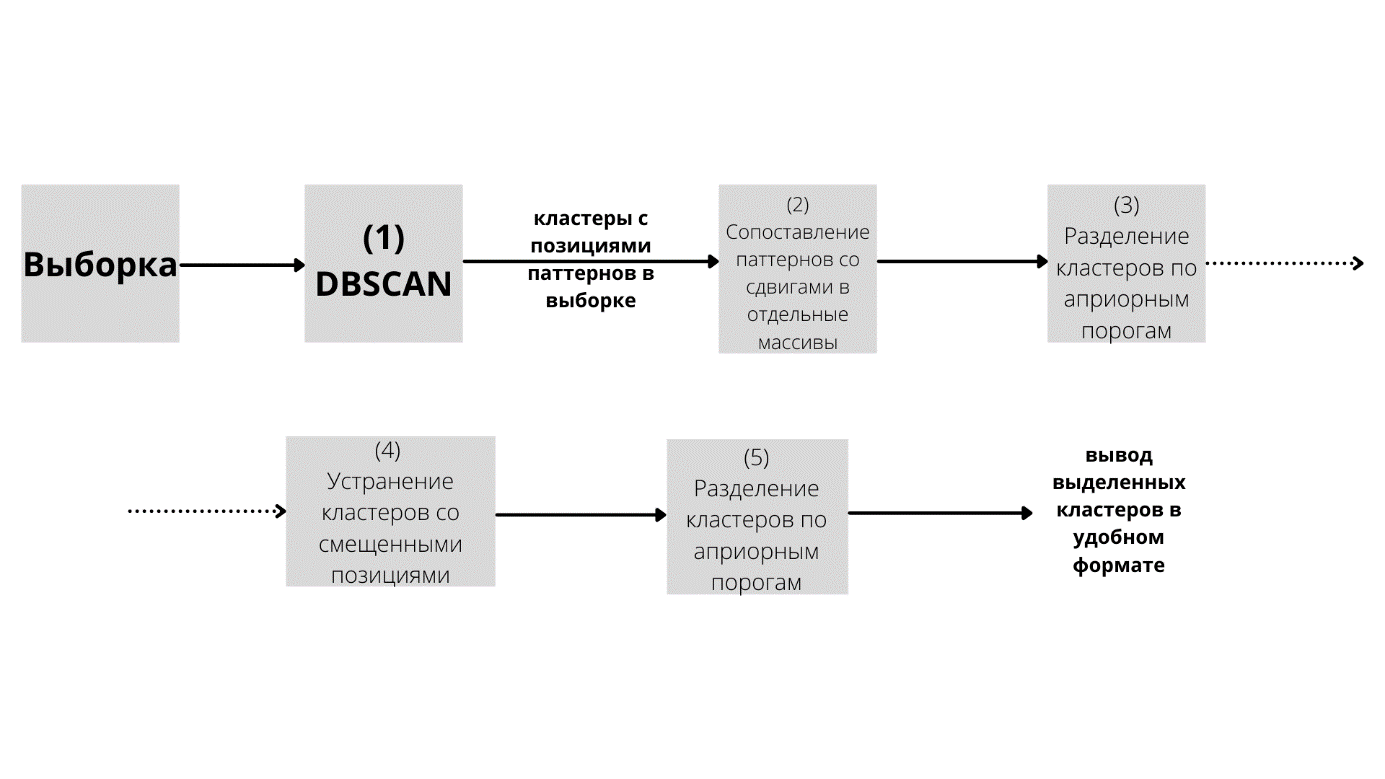 Выборка
(1)
DBSCAN
кластеры с
позициями
паттернов в
выборке
(2)
Сопоставление
паттернов со
сдвигами в
отдельные
массивы
(3)
Разделение
кластеров по
априорным
порогам
(4)
Устранение
кластеров со
смещенными
позициями
(5)
Разделение
кластеров по
априорным
порогам
вывод
выделенных
кластеров в
удобном
формате